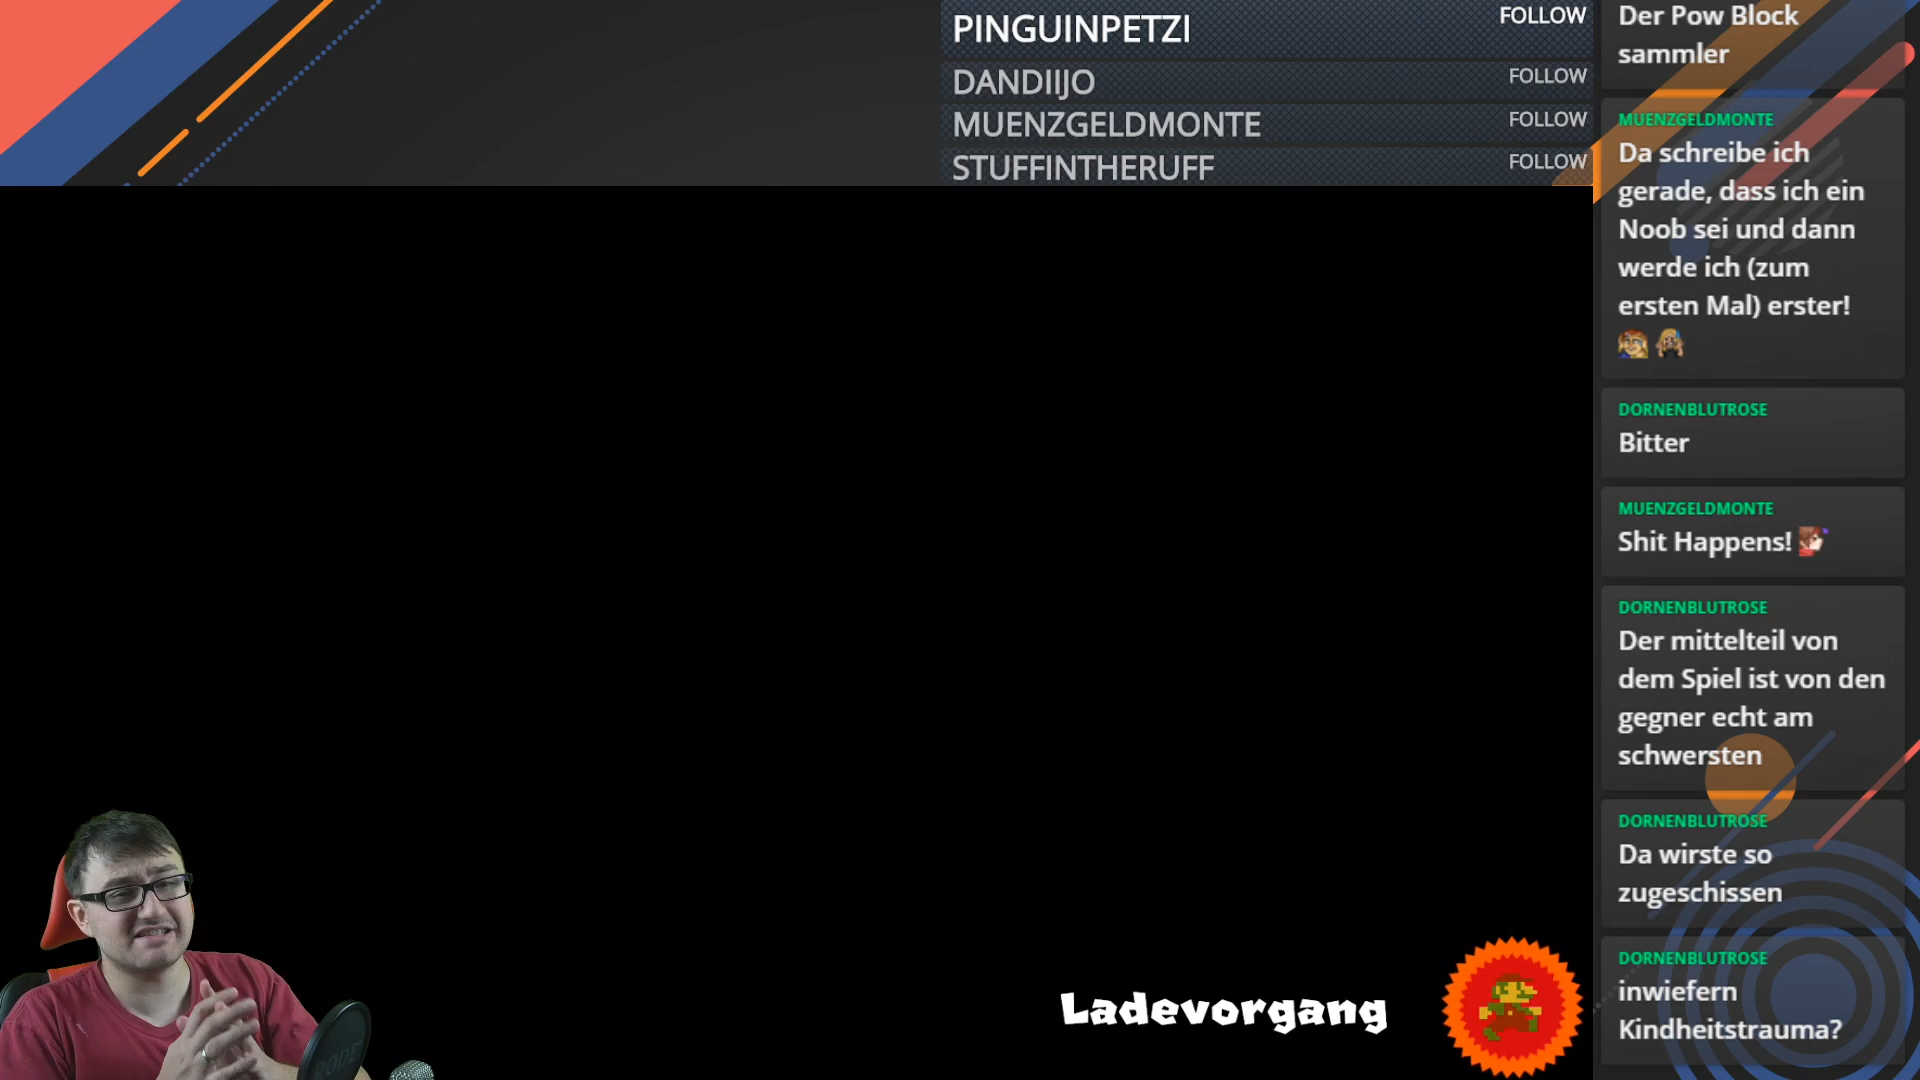 PINGUINPETZI FOLLOW
DANDIIJO FOLLOW
MUENZGELDMONTE FOLLOW
STUFFINTHERUFF FOLLOW
Der Pow Block
sammler
MUENZGELDMONTE
Da schreibe ich
gerade, dass ich ein
Noob sei und dann
werde ich (zum
ersten Mal) erster!
DORNENBLUTROSE
Bitter
MUENZGELDMONTE
Shit Happens!
DORNENBLUTROSE
Der mittelteil von
dem Spiel ist von den
gegner echt am
schwersten
DORNENBLUTROSE
Da wirste so
zugeschissen
DORNENBLUTROSE
inwiefern
Kindheitstrauma?
Ladevorgang
RODE